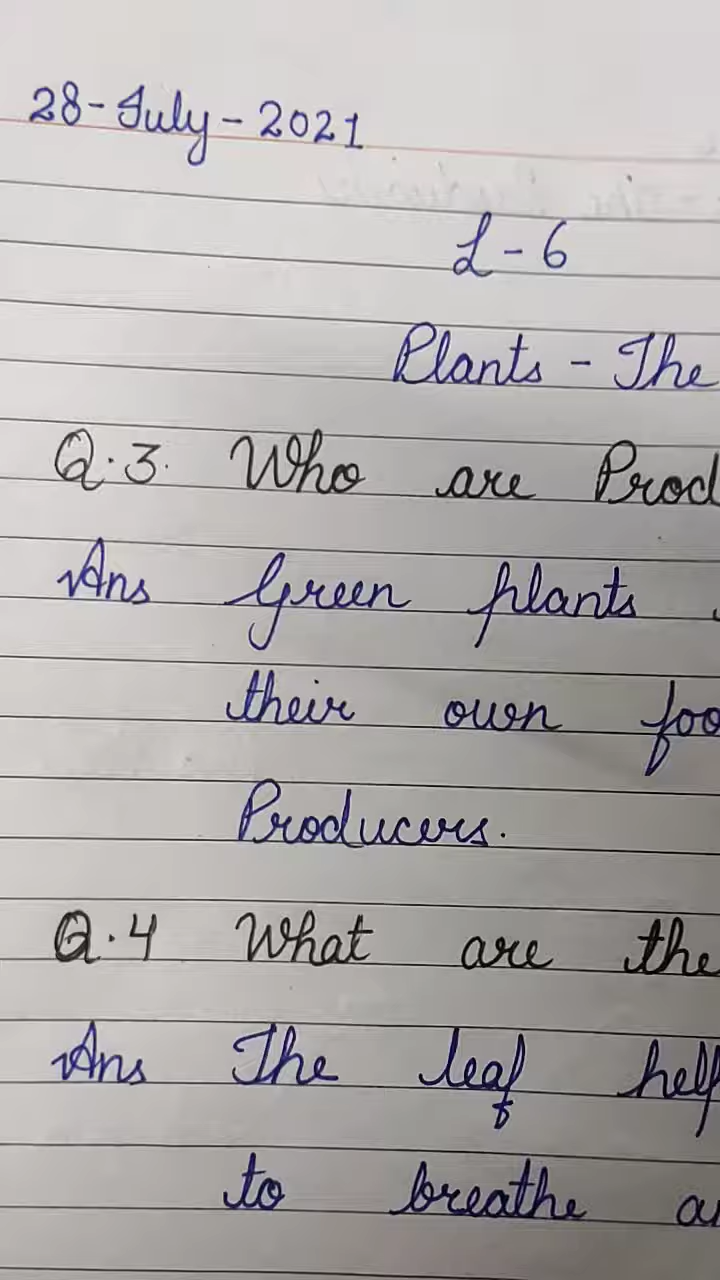 28-July-2021
L-6
Plants - The
Q.3. Who are Prod
Ans Green plants
their own foo
Producers.
Q.4 What are the
Ans The leaf help
to breathe a